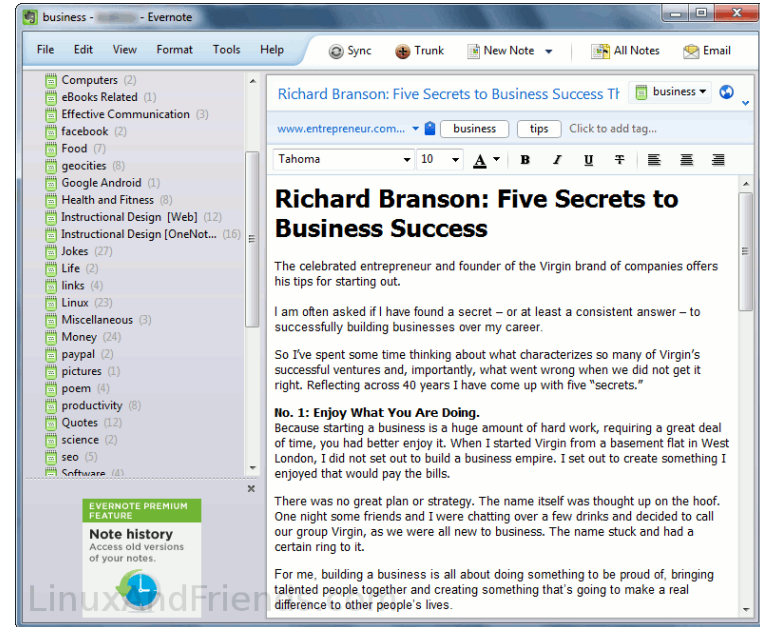 business - - Evernote
File Edit View Format Tools Help Sync Trunk New Note All Notes Email
Computers (2)
eBooks Related (1)
Effective Communication (3)
facebook (2)
Food (7)
geocities (8)
Google Android (1)
Health and Fitness (8)
Instructional Design [Web] (12)
Instructional Design [OneNot... (16)
Jokes (27)
Life (2)
links (4)
Linux (23)
Miscellaneous (3)
Money (24)
paypal (2)
pictures (1)
poem (4)
productivity (8)
Quotes (12)
science (2)
seo (5)
Software (4)
EVERNOTE PREMIUM
FEATURE
Note history
Access old versions
of your notes.
Richard Branson: Five Secrets to Business Success Th business
www.entrepreneur.com... business tips Click to add tag...
Tahoma 10 A B I U T
Richard Branson: Five Secrets to
Business Success
The celebrated entrepreneur and founder of the Virgin brand of companies offers
his tips for starting out.
I am often asked if I have found a secret – or at least a consistent answer – to
successfully building businesses over my career.
So I've spent some time thinking about what characterizes so many of Virgin's
successful ventures and, importantly, what went wrong when we did not get it
right. Reflecting across 40 years I have come up with five “secrets.”
No. 1: Enjoy What You Are Doing.
Because starting a business is a huge amount of hard work, requiring a great deal
of time, you had better enjoy it. When I started Virgin from a basement flat in West
London, I did not set out to build a business empire. I set out to create something I
enjoyed that would pay the bills.
There was no great plan or strategy. The name itself was thought up on the hoof.
One night some friends and I were chatting over a few drinks and decided to call
our group Virgin, as we were all new to business. The name stuck and had a
certain ring to it.
For me, building a business is all about doing something to be proud of, bringing
talented people together and creating something that's going to make a real
difference to other people's lives.
LinuxAndFriends.com